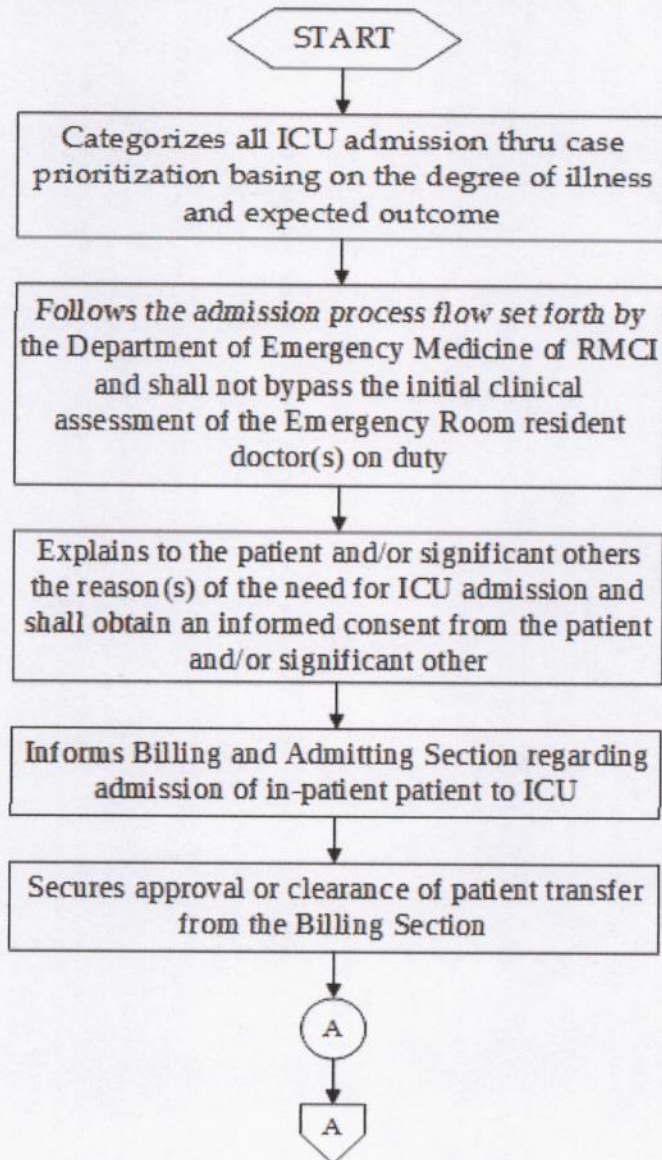 START
Categorizes all ICU admission thru case
prioritization basing on the degree of illness
and expected outcome
Follows the admission process flow set forth by
the Department of Emergency Medicine of RMCI
and shall not bypass the initial clinical
assessment of the Emergency Room resident
doctor(s) on duty
Explains to the patient and/or significant others
the reason(s) of the need for ICU admission and
shall obtain an informed consent from the patient
and/or significant other
Informs Billing and Admitting Section regarding
admission of in-patient patient to ICU
Secures approval or clearance of patient transfer
from the Billing Section
A
A